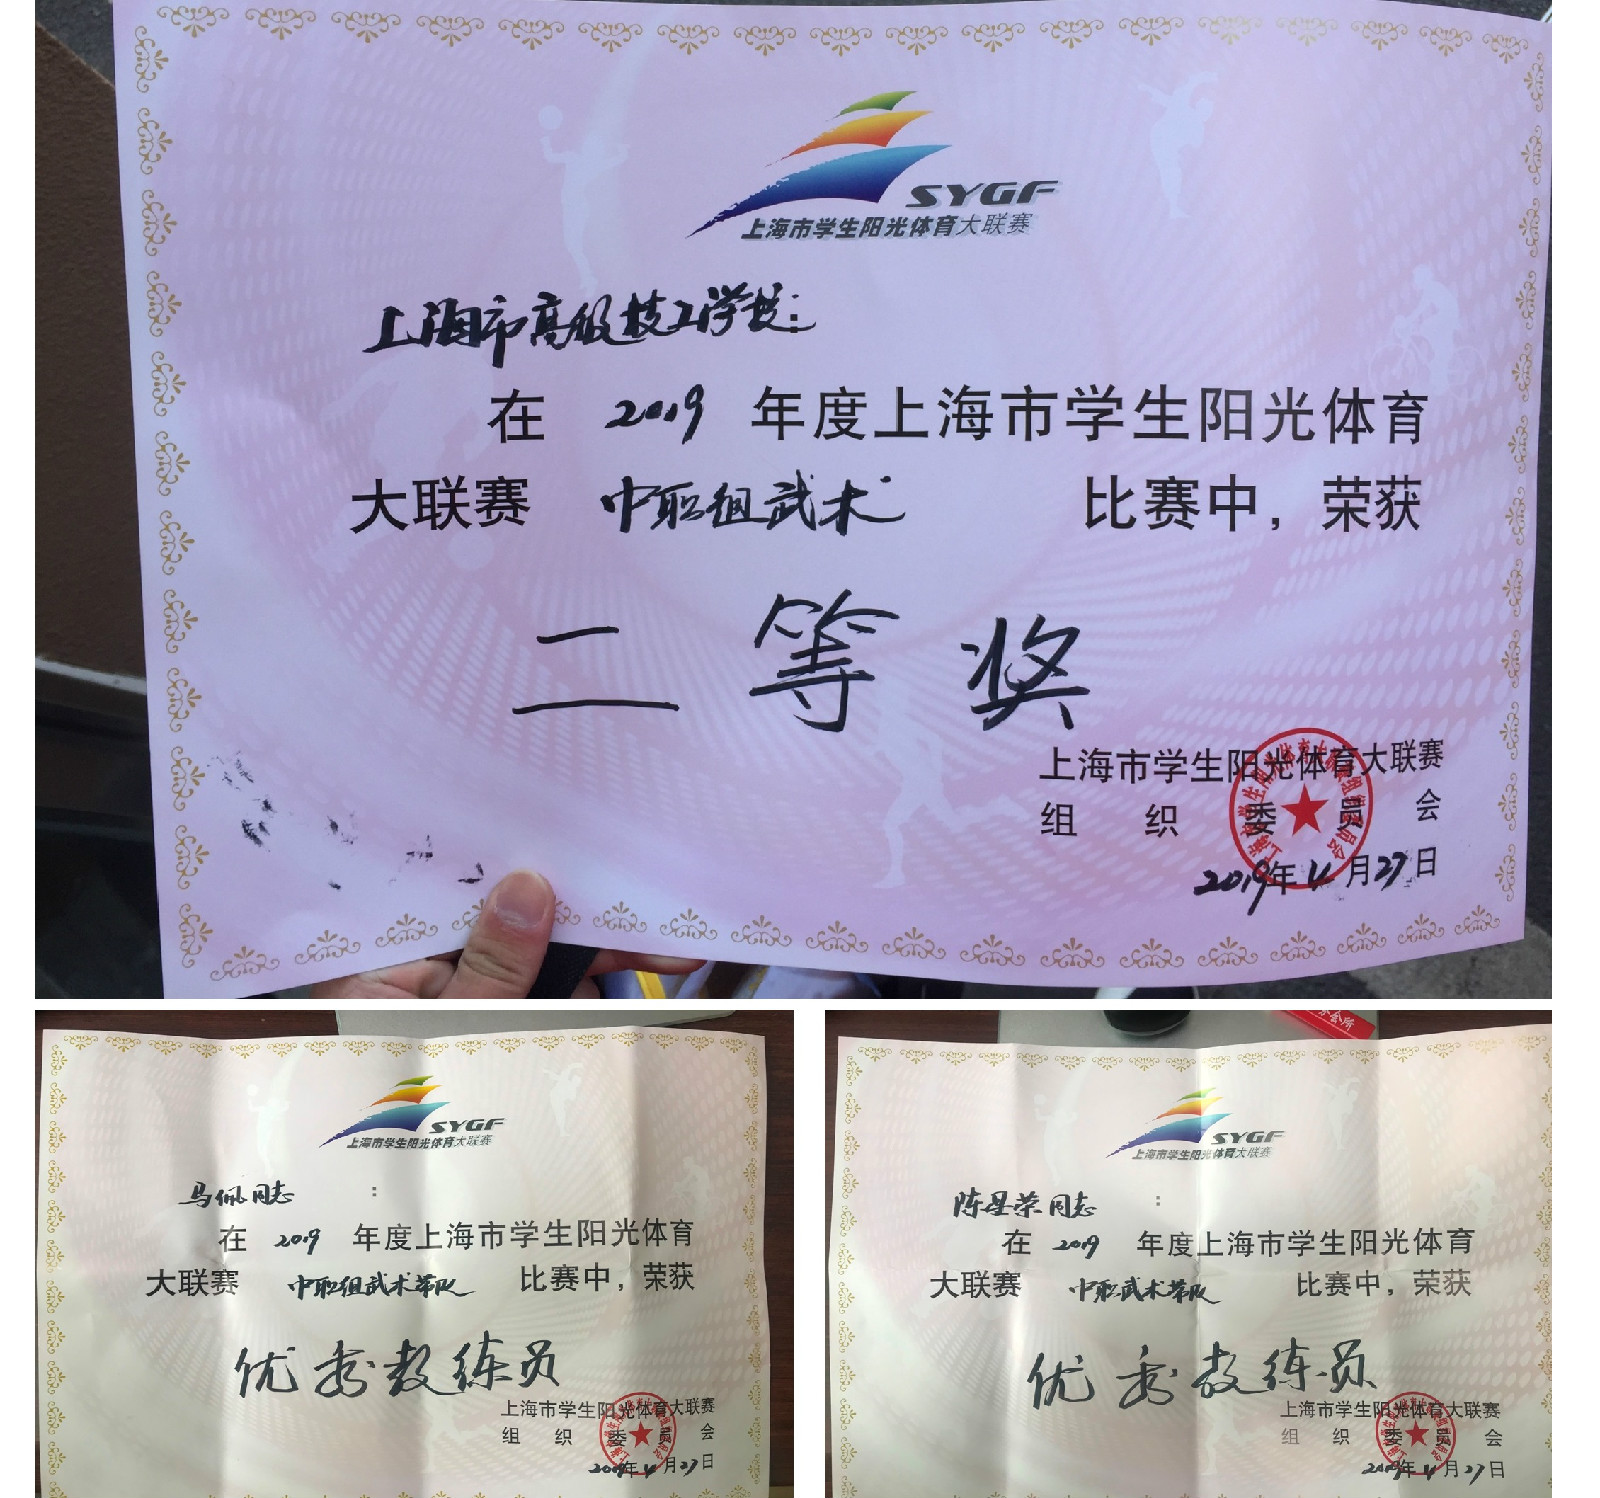 SYGF
上海市学生阳光体育大联赛
上海市高级技工学校：
在 2019 年度上海市学生阳光体育
大联赛 中职组武术 比赛中，荣获
二等奖
上海市学生阳光体育大联赛
组织委员会
2019年4月27日
SYGF
上海市学生阳光体育大联赛
马佩同志：
在 2019 年度上海市学生阳光体育
大联赛 中职组武术带队 比赛中，荣获
优秀教练员
上海市学生阳光体育大联赛
组织委员会
2019年4月27日
SYGF
上海市学生阳光体育大联赛
同志：
在 2019 年度上海市学生阳光体育
大联赛 中职武术带队 比赛中，荣获
优秀教练员
上海市学生阳光体育大联赛
组织委员会
2019年4月27日